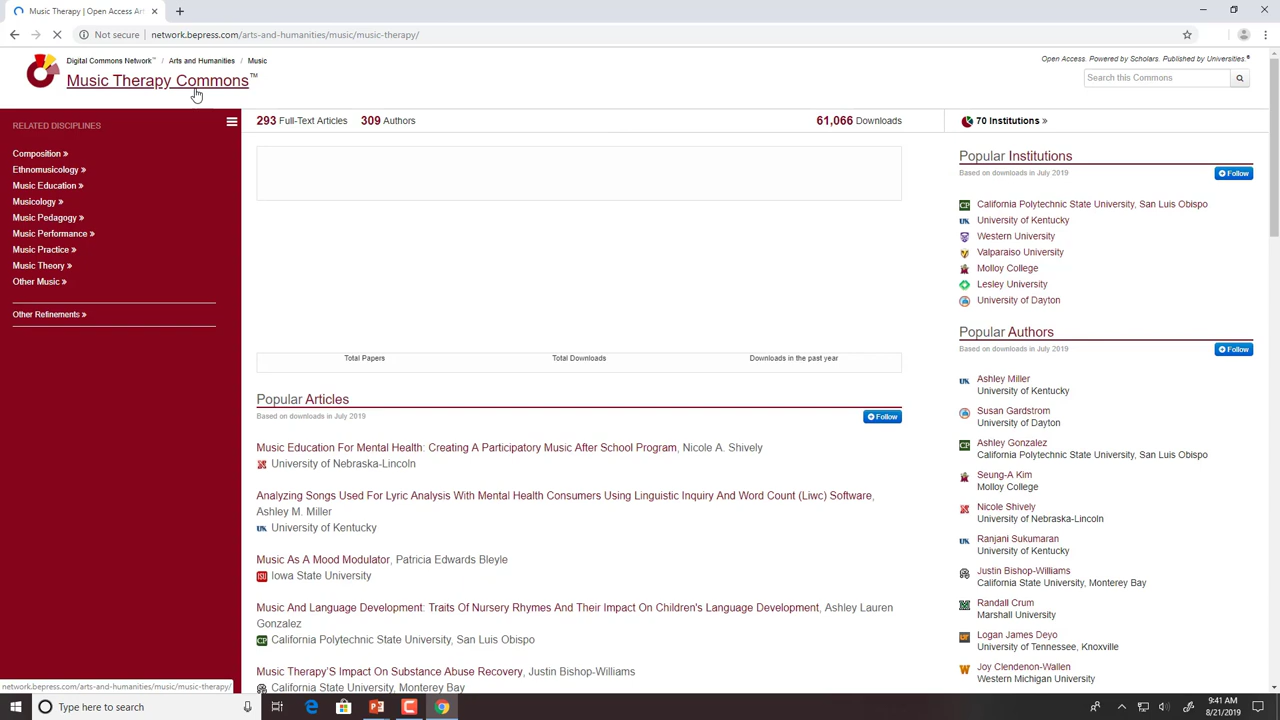 Music Therapy Open Access Arti
Not secure network.bepress.com/arts-and-humanities/music/music-therapy/
Digital Commons Network™ / Arts and Humanities / Music
Music Therapy Commons™
Open Access. Powered by Scholars. Published by Universities.®
Search this Commons
RELATED DISCIPLINES
Composition »
Ethnomusicology »
Music Education »
Musicology »
Music Pedagogy »
Music Performance »
Music Practice »
Music Theory »
Other Music »
Other Refinements »
293 Full-Text Articles 309 Authors 61,066 Downloads
70 Institutions »
Total Papers Total Downloads Downloads in the past year
Popular Articles
Based on downloads in July 2019
Follow
Music Education For Mental Health: Creating A Participatory Music After School Program, Nicole A. Shively
University of Nebraska-Lincoln
Analyzing Songs Used For Lyric Analysis With Mental Health Consumers Using Linguistic Inquiry And Word Count (Liwc) Software,
Ashley M. Miller
University of Kentucky
Music As A Mood Modulator, Patricia Edwards Bleyle
ISU Iowa State University
Music And Language Development: Traits Of Nursery Rhymes And Their Impact On Children's Language Development, Ashley Lauren
Gonzalez
CP California Polytechnic State University, San Luis Obispo
Music Therapy'S Impact On Substance Abuse Recovery, Justin Bishop-Williams
California State University, Monterey Bay
Popular Institutions
Based on downloads in July 2019
Follow
CP California Polytechnic State University, San Luis Obispo
UK University of Kentucky
Western University
Valparaiso University
Molloy College
Lesley University
University of Dayton
Popular Authors
Based on downloads in July 2019
Follow
Ashley Miller
University of Kentucky
Susan Gardstrom
University of Dayton
Ashley Gonzalez
California Polytechnic State University, San Luis Obispo
Seung-A Kim
Molloy College
Nicole Shively
University of Nebraska-Lincoln
Ranjani Sukumaran
University of Kentucky
Justin Bishop-Williams
California State University, Monterey Bay
Randall Crum
Marshall University
Logan James Deyo
University of Tennessee, Knoxville
Joy Clendenon-Wallen
Western Michigan University
network.bepress.com/arts-and-humanities/music/music-therapy/
Type here to search
9:41 AM
8/21/2019